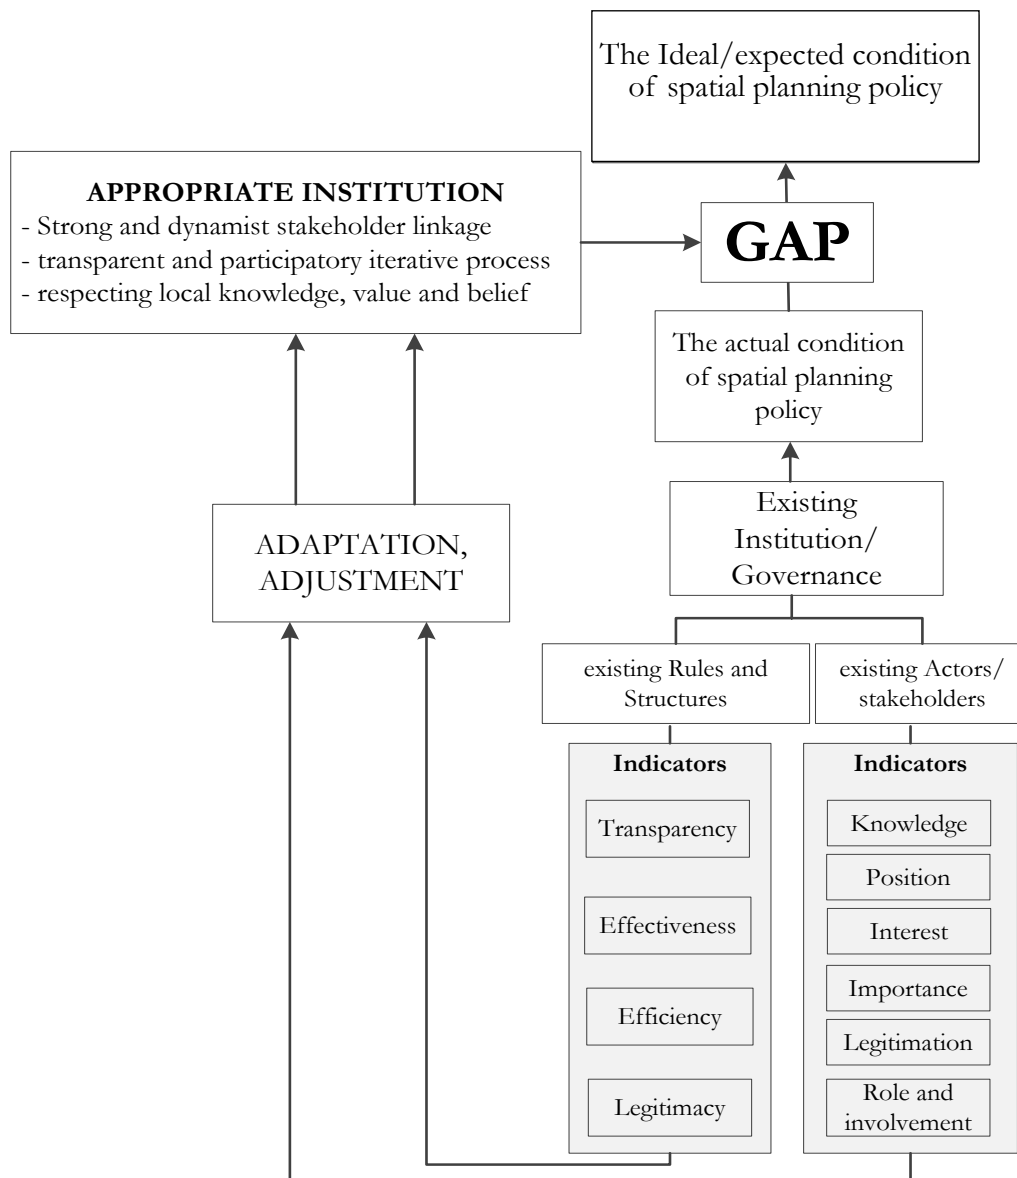 The Ideal/expected condition
of spatial planning policy
APPROPRIATE INSTITUTION
- Strong and dynamist stakeholder linkage
- transparent and participatory iterative process
- respecting local knowledge, value and belief
GAP
The actual condition
of spatial planning
policy
Existing
Institution/
Governance
ADAPTATION,
ADJUSTMENT
existing Rules and
Structures
existing Actors/
stakeholders
Indicators
Transparency
Effectiveness
Efficiency
Legitimacy
Indicators
Knowledge
Position
Interest
Importance
Legitimation
Role and
involvement